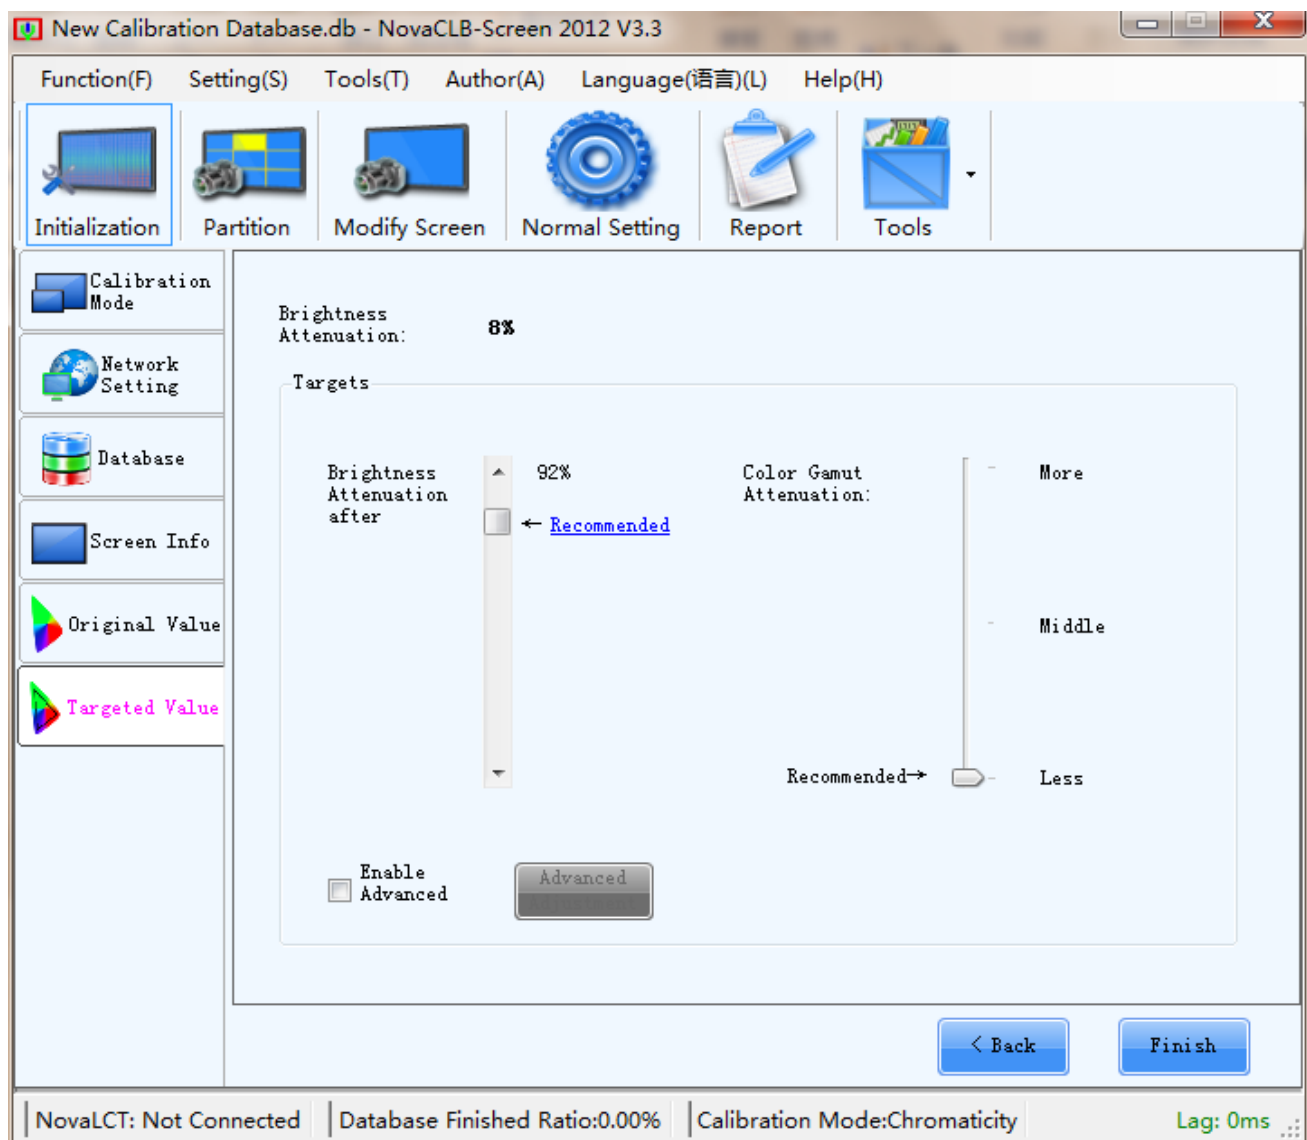 New Calibration Database.db - NovaCLB-Screen 2012 V3.3
Function(F) Setting(S) Tools(T) Author(A) Language(语言)(L) Help(H)
Initialization Partition Modify Screen Normal Setting Report Tools
Calibration
Mode
Network
Setting
Database
Screen Info
Original Value
Targeted Value
Brightness
Attenuation:
8%
Targets
Brightness
Attenuation
after
92%
← Recommended
Color Gamut
Attenuation:
More
Middle
Recommended→
Less
Enable
Advanced
Advanced
Adjustment
< Back
Finish
NovaLCT: Not Connected
Database Finished Ratio:0.00%
Calibration Mode:Chromaticity
Lag: 0ms